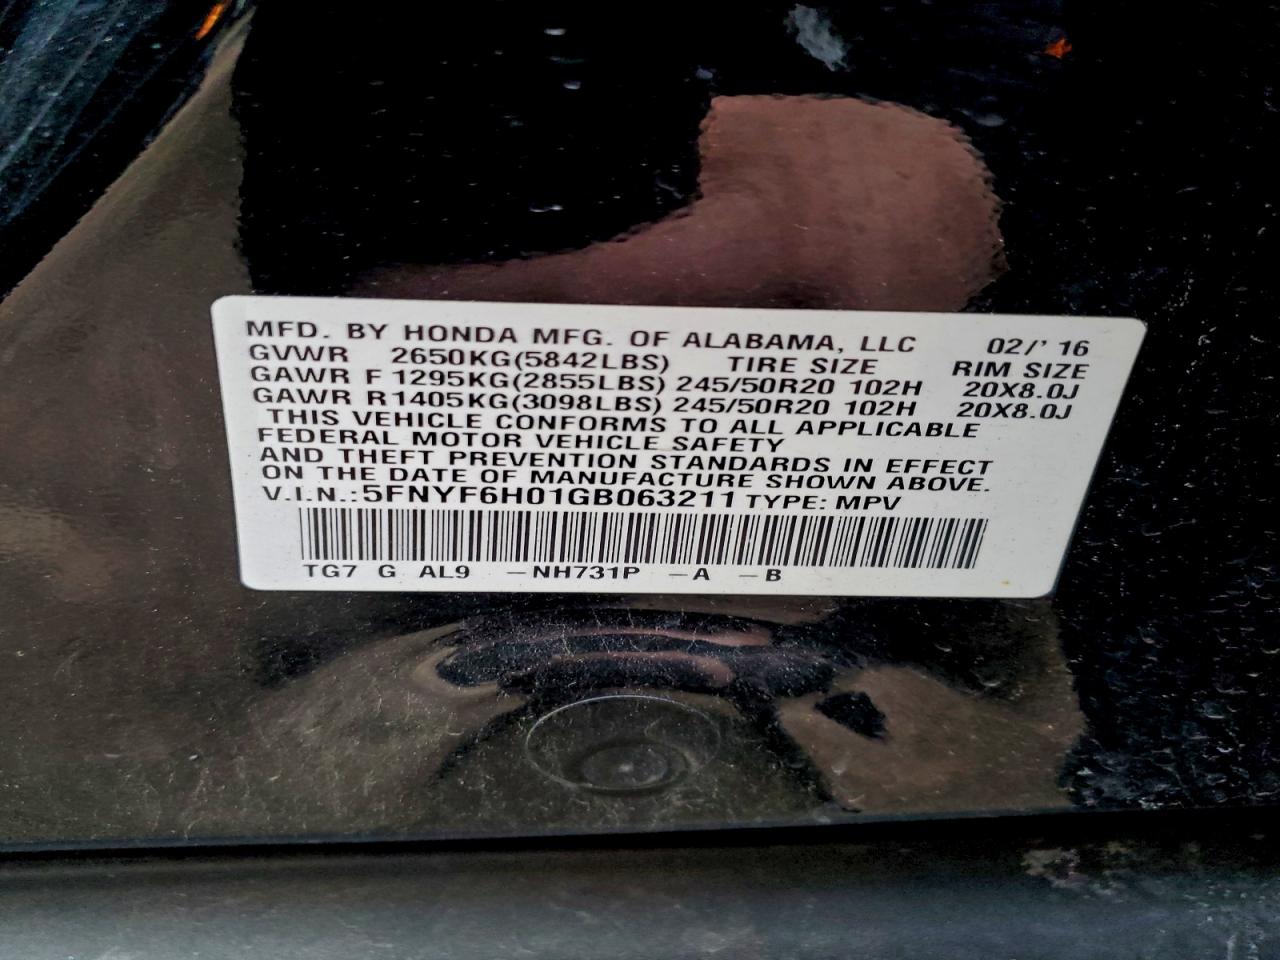 MFD. BY HONDA MFG. OF ALABAMA, LLC 02/' 16
GVWR 2650KG(5842LBS) TIRE SIZE RIM SIZE
GAWR F 1295KG(2855LBS) 245/50R20 102H 20X8.0J
GAWR R1405KG(3098LBS) 245/50R20 102H 20X8.0J
THIS VEHICLE CONFORMS TO ALL APPLICABLE
FEDERAL MOTOR VEHICLE SAFETY
AND THEFT PREVENTION STANDARDS IN EFFECT
ON THE DATE OF MANUFACTURE SHOWN ABOVE.
V.I.N.:5FNYF6H01GB063211 TYPE: MPV
TG7 G AL9 –NH731P –A –B